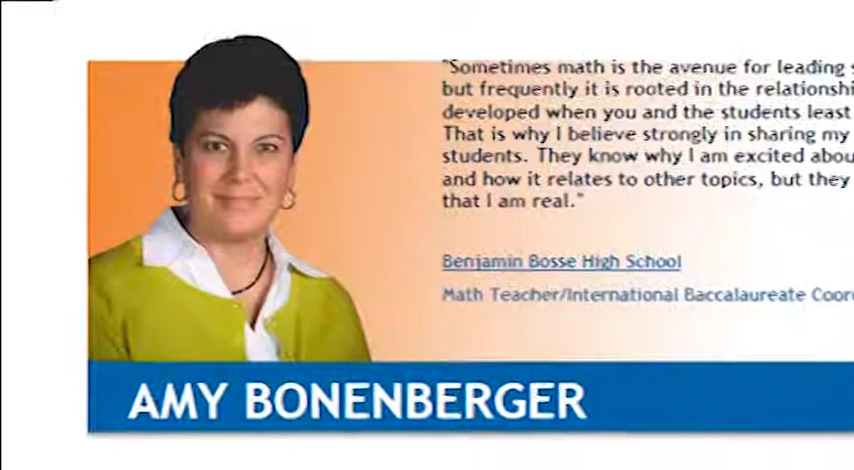 "Sometimes math is the avenue for leading
but frequently it is rooted in the
developed when you and the students least
That is why I believe strongly in sharing my
students. They know why I am excited
and how it relates to other topics, but they
that I am real."
Benjamin Bosse High School
Math Teacher/International Baccalaureate
AMY BONENBERGER